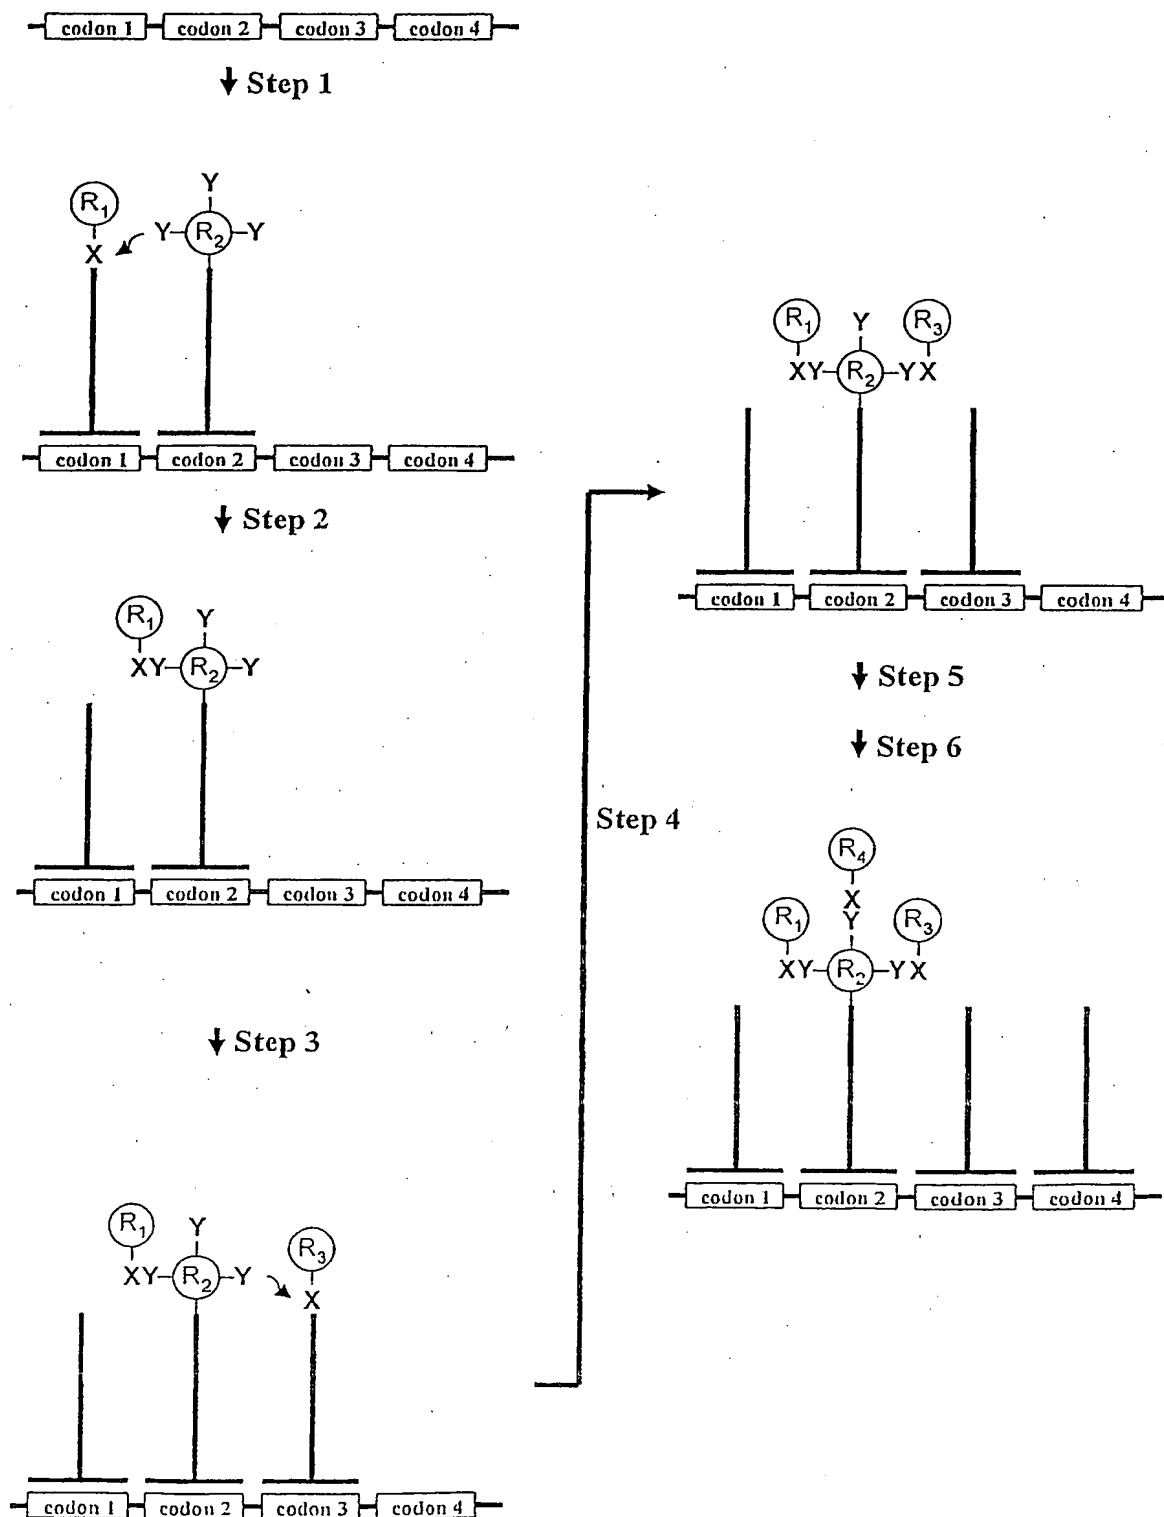 codon 1 codon 2 codon 3 codon 4
Step 1
Y
R1 Y R2 Y
X
codon 1 codon 2 codon 3 codon 4
Step 2
R1 Y
XY R2 Y
codon 1 codon 2 codon 3 codon 4
Step 3
R1 Y R3
XY R2 Y X
codon 1 codon 2 codon 3 codon 4
Step 4
R1 Y R3
XY R2 YX
codon 1 codon 2 codon 3 codon 4
Step 5
Step 6
R4
X
R1 Y R3
XY R2 YX
codon 1 codon 2 codon 3 codon 4